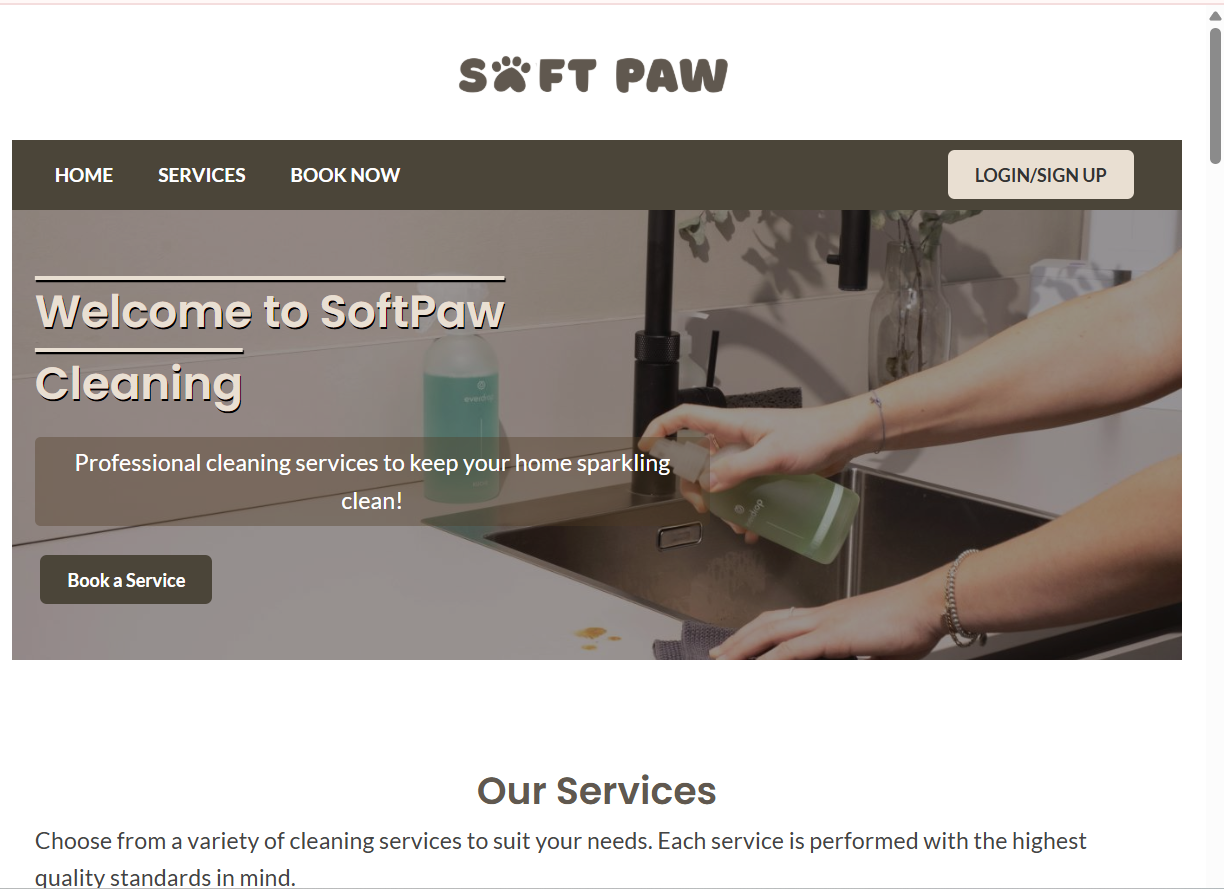 SOFT PAW
HOME SERVICES BOOK NOW LOGIN/SIGN UP
Welcome to SoftPaw
Cleaning
Professional cleaning services to keep your home sparkling
clean!
Book a Service
Our Services
Choose from a variety of cleaning services to suit your needs. Each service is performed with the highest
quality standards in mind.